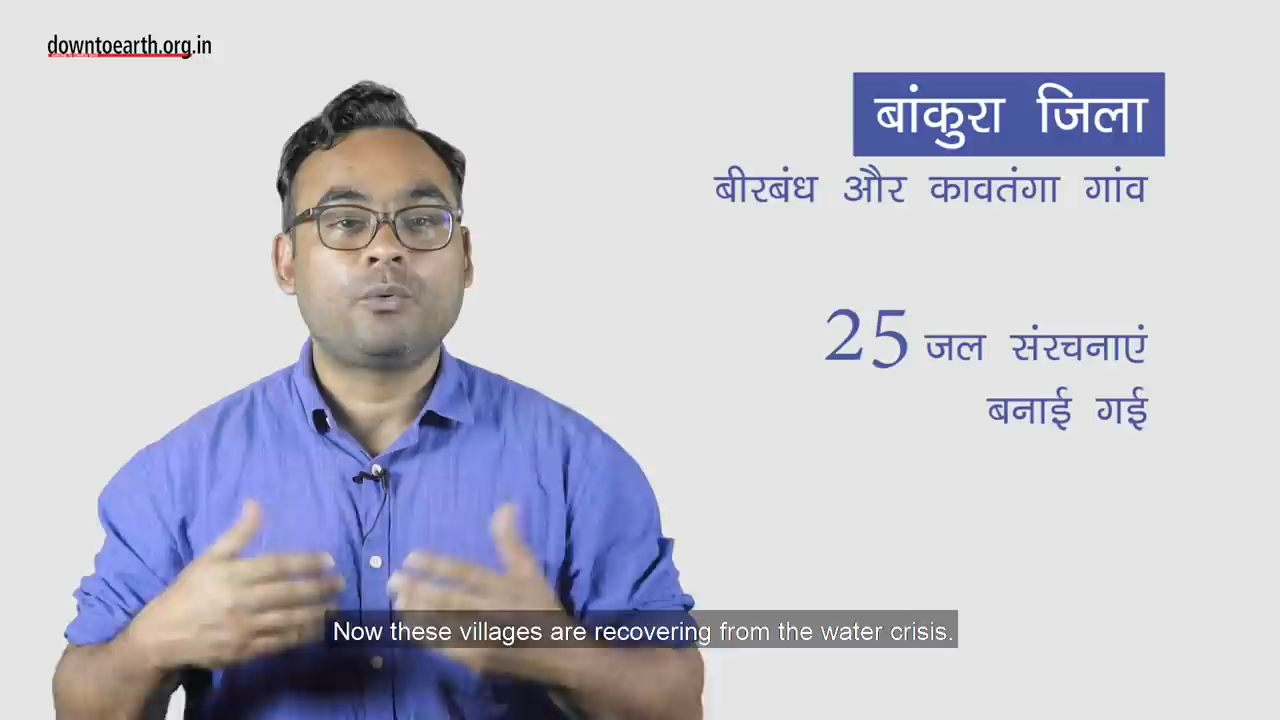 downtoearth.org.in
बांकुरा जिला
बीरबंध और कावतंगा गांव
25 जल संरचनाएं
बनाई गई
Now these villages are recovering from the water crisis.